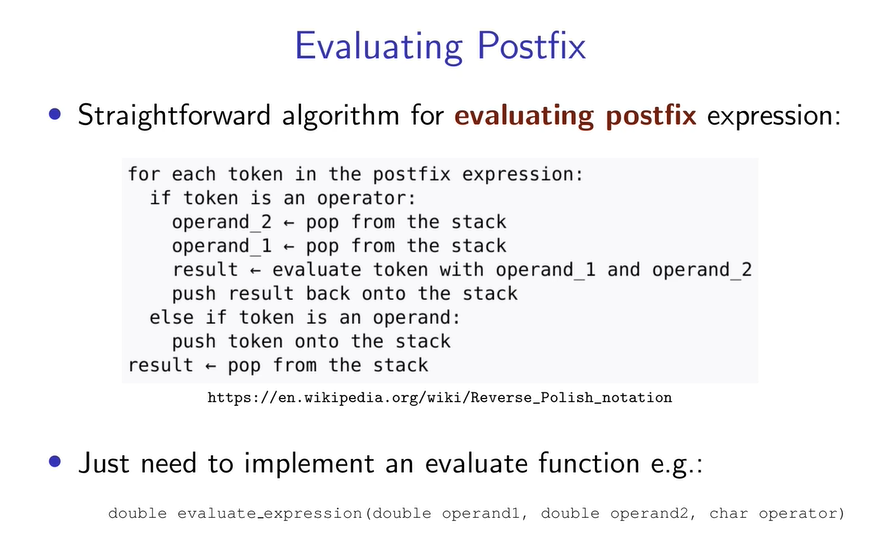 Evaluating Postfix
• Straightforward algorithm for evaluating postfix expression:
for each token in the postfix expression:
  if token is an operator:
    operand_2 ← pop from the stack
    operand_1 ← pop from the stack
    result ← evaluate token with operand_1 and operand_2
    push result back onto the stack
  else if token is an operand:
    push token onto the stack
result ← pop from the stack
https://en.wikipedia.org/wiki/Reverse_Polish_notation
• Just need to implement an evaluate function e.g.:
double evaluate_expression(double operand1, double operand2, char operator)